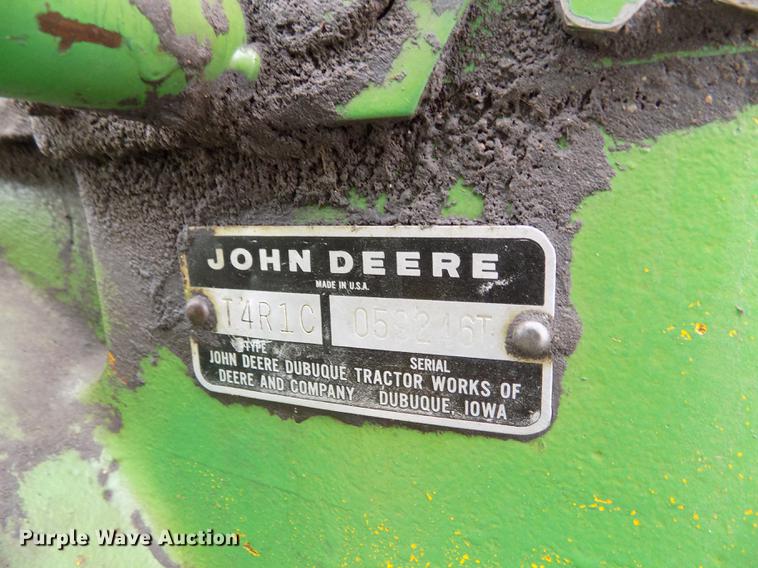 JOHN DEERE
MADE IN U.S.A.
T4R1C
TYPE
SERIAL
JOHN DEERE DUBUQUE TRACTOR WORKS OF
DEERE AND COMPANY DUBUQUE, IOWA
Purple Wave Auction